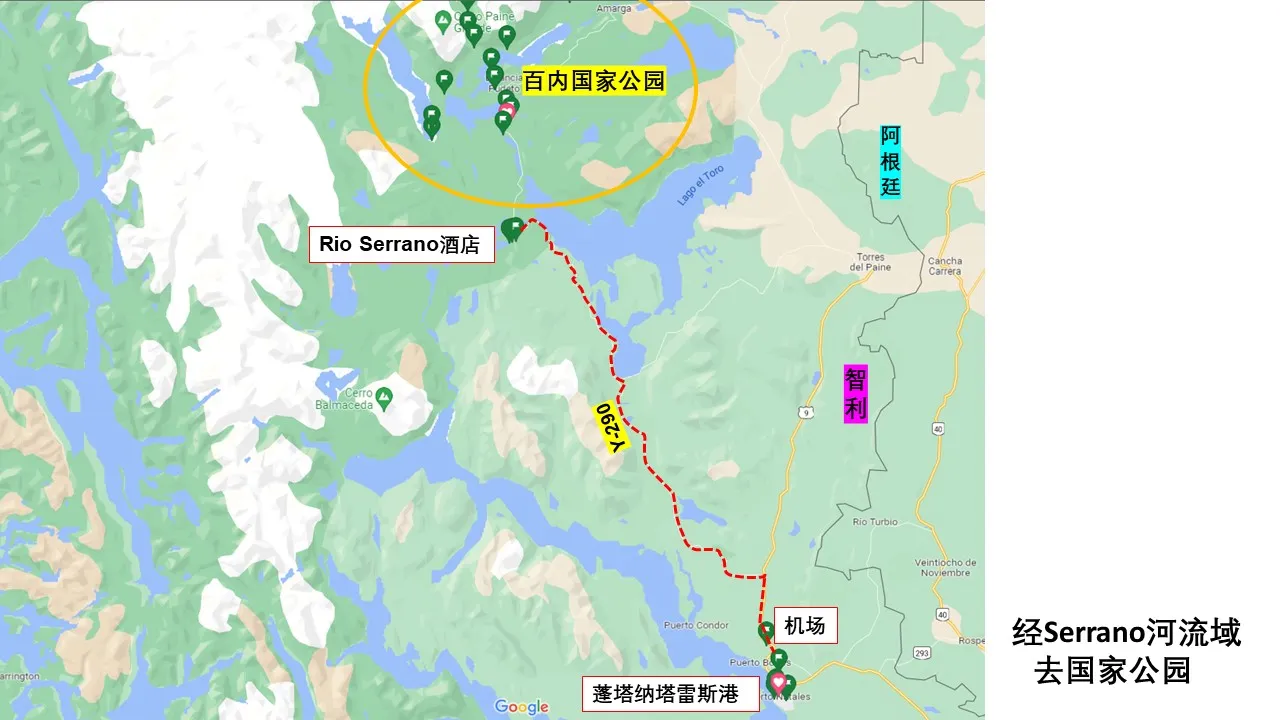 Amarga
Cerro Paine
百内国家公园
阿根廷
Lago el Toro
Rio Serrano酒店
Torres
del Paine
Cancha
Carrera
智利
Cerro
Balmaceda
9
40
Y-290
Rio Turbio
Veintiocho de
Noviembre
40
机场
Puerto Condor
经Serrano河流域
去国家公园
293
Rospe
Puerto B
蓬塔纳塔雷斯港
arrington
Google